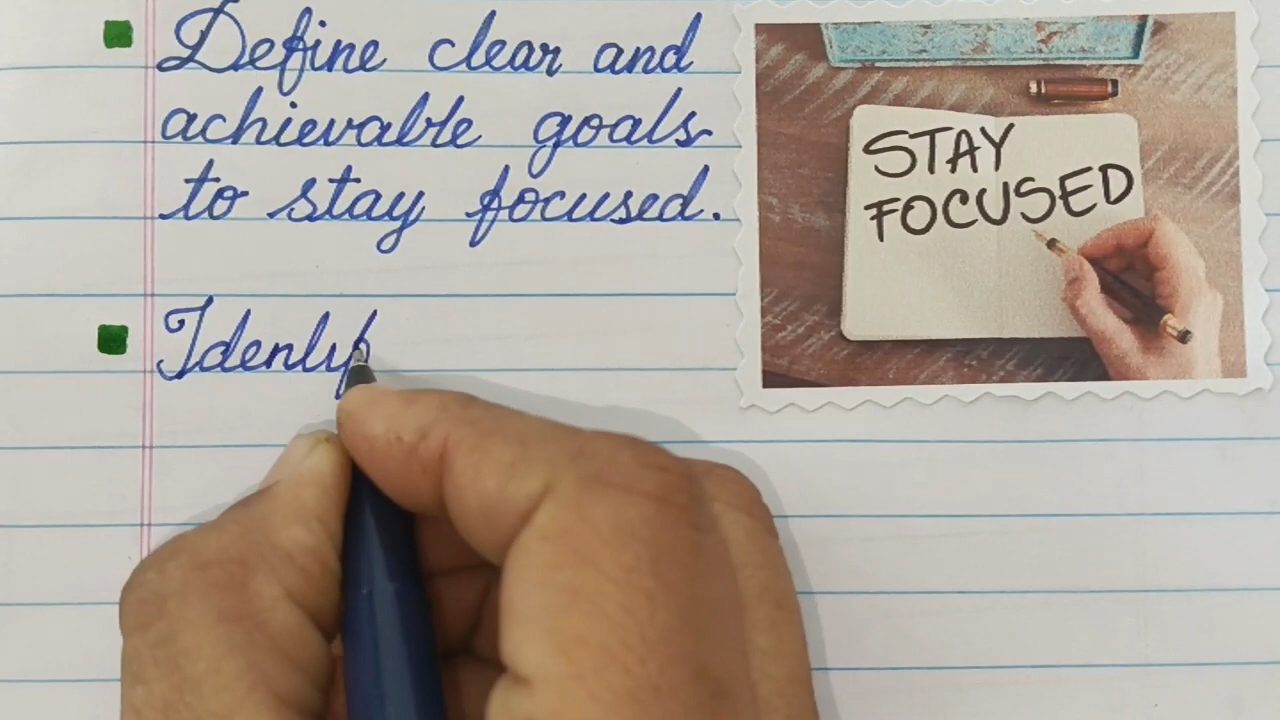 Define clear and
achievable goals
to stay focused.
STAY
FOCUSED